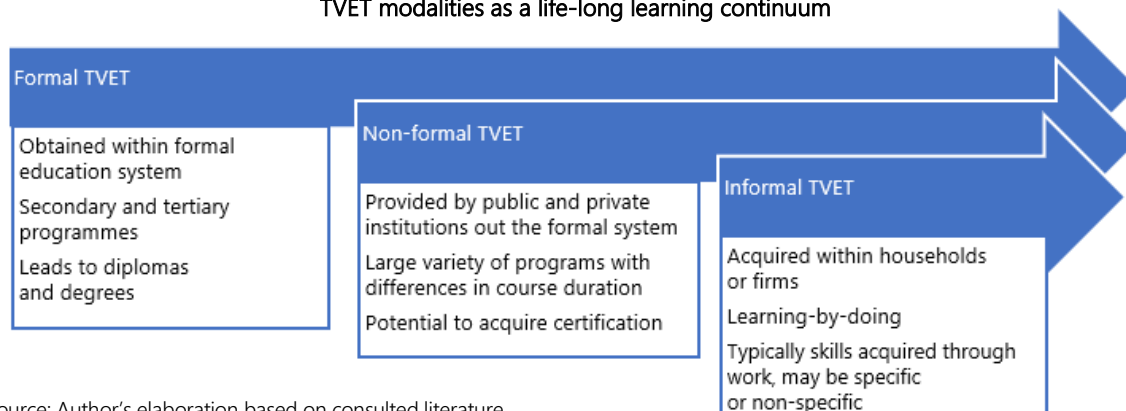 TVET modalities as a life-long learning continuum
Formal TVET
Obtained within formal
education system
Secondary and tertiary
programmes
Leads to diplomas
and degrees
Non-formal TVET
Provided by public and private
institutions out the formal system
Large variety of programs with
differences in course duration
Potential to acquire certification
Informal TVET
Acquired within households
or firms
Learning-by-doing
Typically skills acquired through
work, may be specific
or non-specific
ource: Author's elaboration based on consulted literature